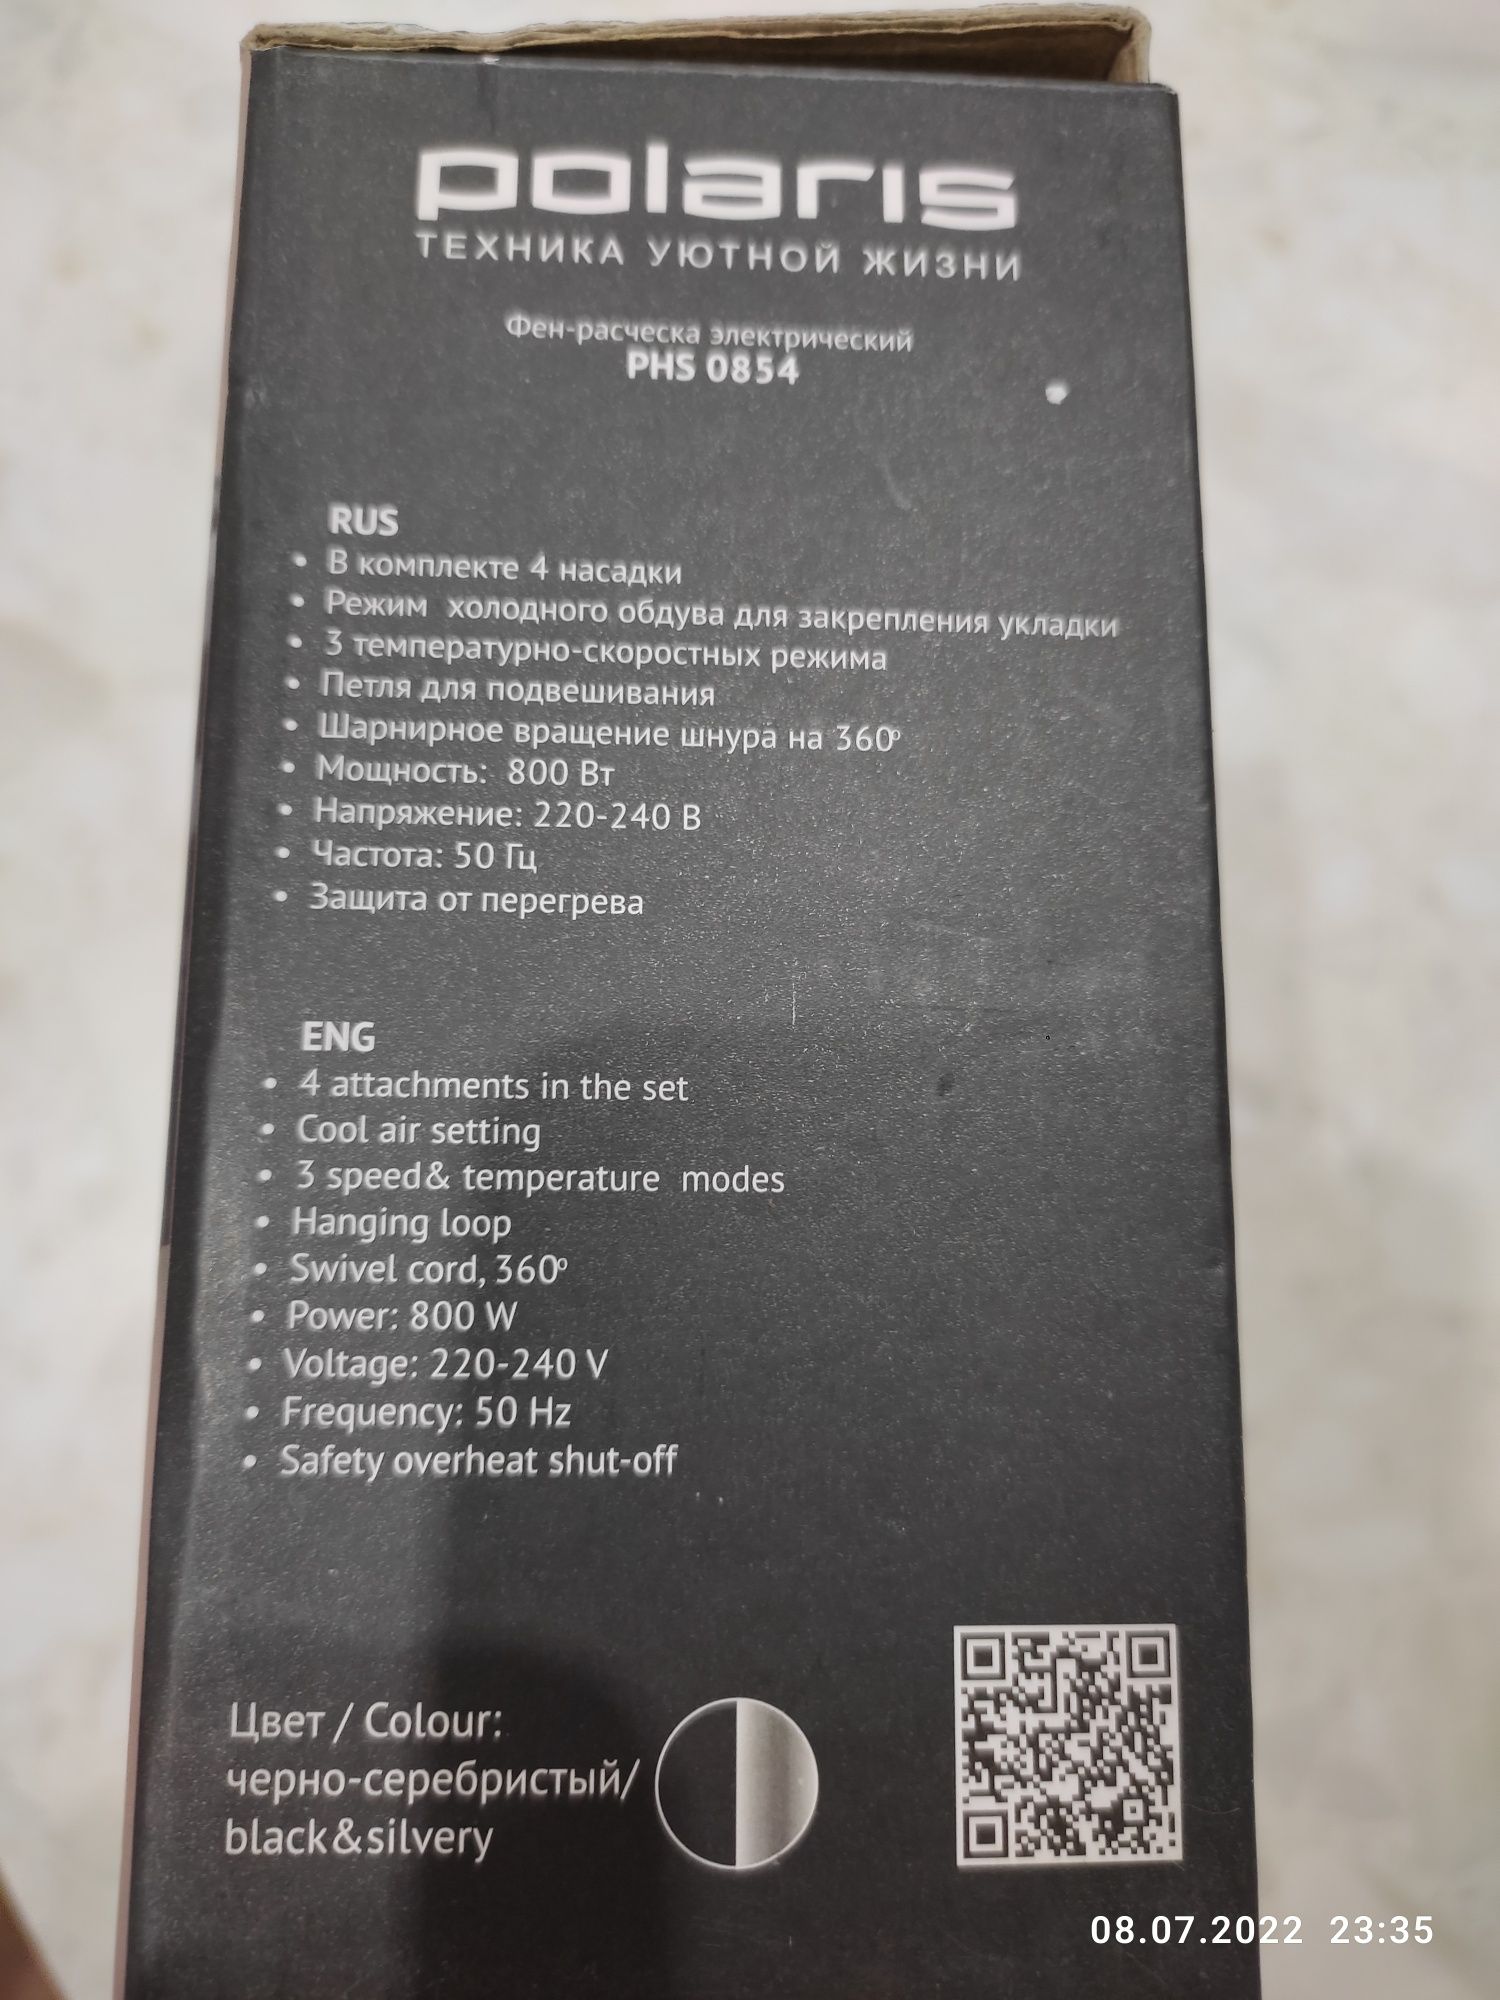 polaris
ТЕХНИКА УЮТНОЙ ЖИЗНИ
Фен-расческа электрический
PHS 0854
RUS
• В комплекте 4 насадки
• Режим холодного обдува для закрепления укладки
• 3 температурно-скоростных режима
• Петля для подвешивания
• Шарнирное вращение шнура на 360º
• Мощность: 800 Вт
• Напряжение: 220-240 В
• Частота: 50 Гц
• Защита от перегрева
ENG
• 4 attachments in the set
• Cool air setting
• 3 speed& temperature modes
• Hanging loop
• Swivel cord, 360º
• Power: 800 W
• Voltage: 220-240 V
• Frequency: 50 Hz
• Safety overheat shut-off
Цвет / Colour:
черно-серебристый/
black&silvery
08.07.2022 23:35